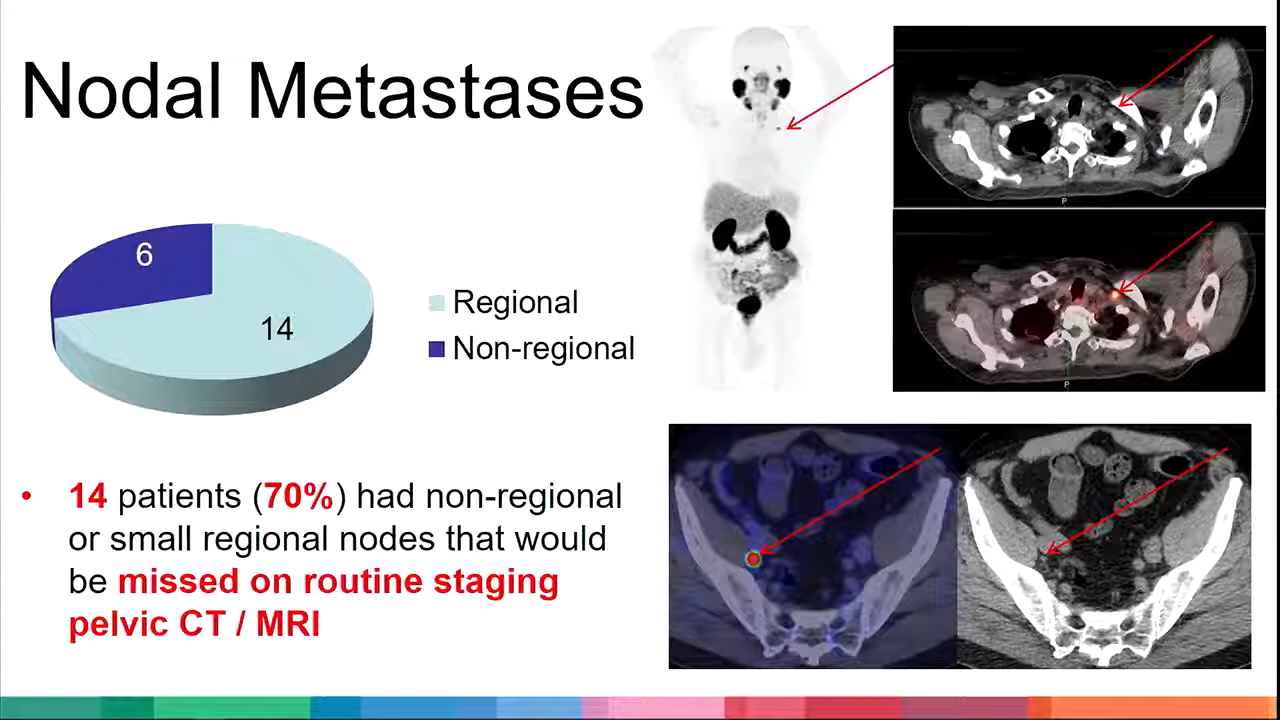 Nodal Metastases
6
14
Regional
Non-regional
• 14 patients (70%) had non-regional
or small regional nodes that would
be missed on routine staging
pelvic CT / MRI
P
P